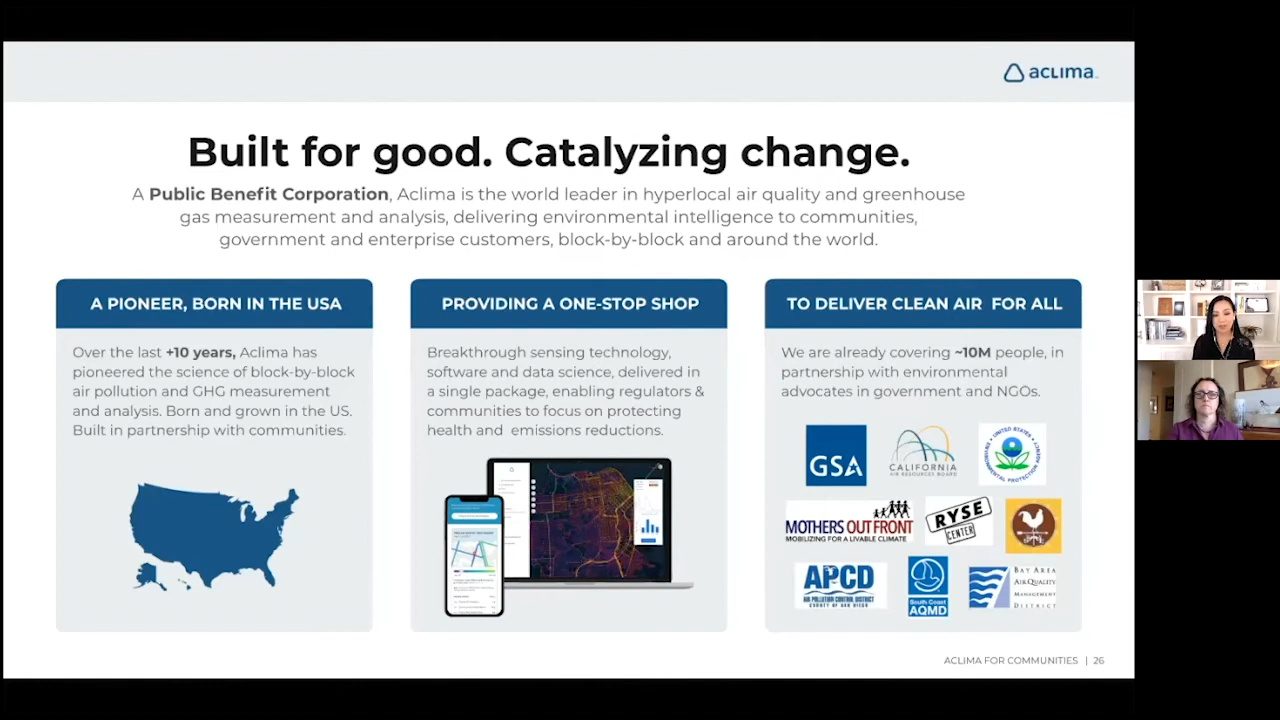 aclima
Built for good. Catalyzing change.
A Public Benefit Corporation, Aclima is the world leader in hyperlocal air quality and greenhouse
gas measurement and analysis, delivering environmental intelligence to communities,
government and enterprise customers, block-by-block and around the world.
A PIONEER, BORN IN THE USA
Over the last +10 years, Aclima has
pioneered the science of block-by-block
air pollution and GHG measurement
and analysis. Born and grown in the US.
Built in partnership with communities.
PROVIDING A ONE-STOP SHOP
Breakthrough sensing technology,
software and data science, delivered in
a single package, enabling regulators &
communities to focus on protecting
health and emissions reductions.
TO DELIVER CLEAN AIR FOR ALL
We are already covering ~10M people, in
partnership with environmental
advocates in government and NGOs.
GSA
CALIFORNIA
AIR RESOURCES BOARD
UNITED STATES
ENVIRONMENTAL PROTECTION AGENCY
MOTHERS OUT FRONT
MOBILIZING FOR A LIVABLE CLIMATE
RYSE
CENTER
APCD
AIR POLLUTION CONTROL DISTRICT
COUNTY OF SAN DIEGO
South Coast
AQMD
BAY AREA
AIR QUALITY
MANAGEMENT
DISTRICT
ACLIMA FOR COMMUNITIES | 26